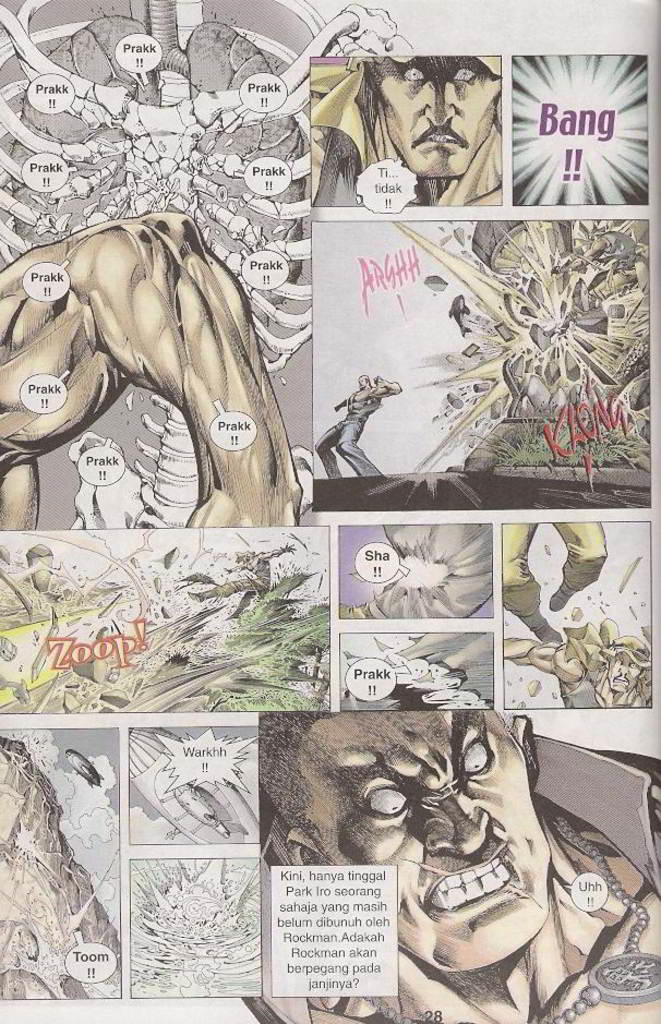 Prakk
!!
Prakk
!!
Prakk
!!
Prakk
!!
Prakk
!!
Prakk
!!
Prakk
!!
Prakk
!!
Prakk
!!
Prakk
!!
Ti...
tidak
!!
Bang
!!
ARGHH
!
KLONN
!
Zoop!
Sha
!!
Prakk
!!
Toom
!!
Warkhh
!!
Kini, hanya tinggal
Park Iro seorang
sahaja yang masih
belum dibunuh oleh
Rockman.Adakah
Rockman akan
berpegang pada
janjinya?
Uhh
!!
28